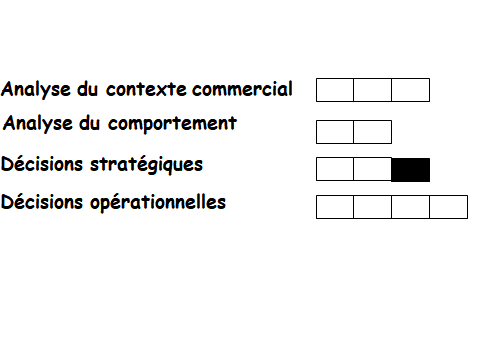 Analyse du contexte commercial
Analyse du comportement
Décisions stratégiques
Décisions opérationnelles